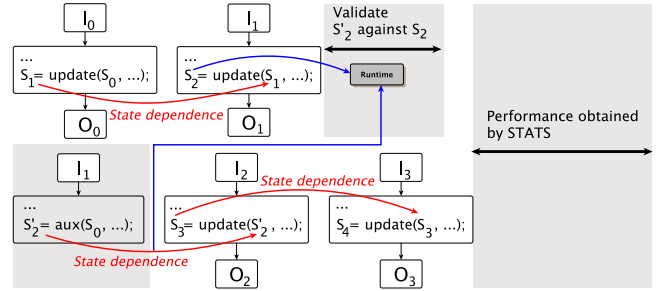 I0
I1
Validate
S'2 against S2
...
S1= update(S0, ...);
...
S2= update(S1, ...);
Runtime
State dependence
O0
O1
Performance obtained
by STATS
I1
I2
I3
State dependence
...
S'2= aux(S0, ...);
...
S3= update(S'2, ...);
...
S4= update(S3, ...);
State dependence
O2
O3